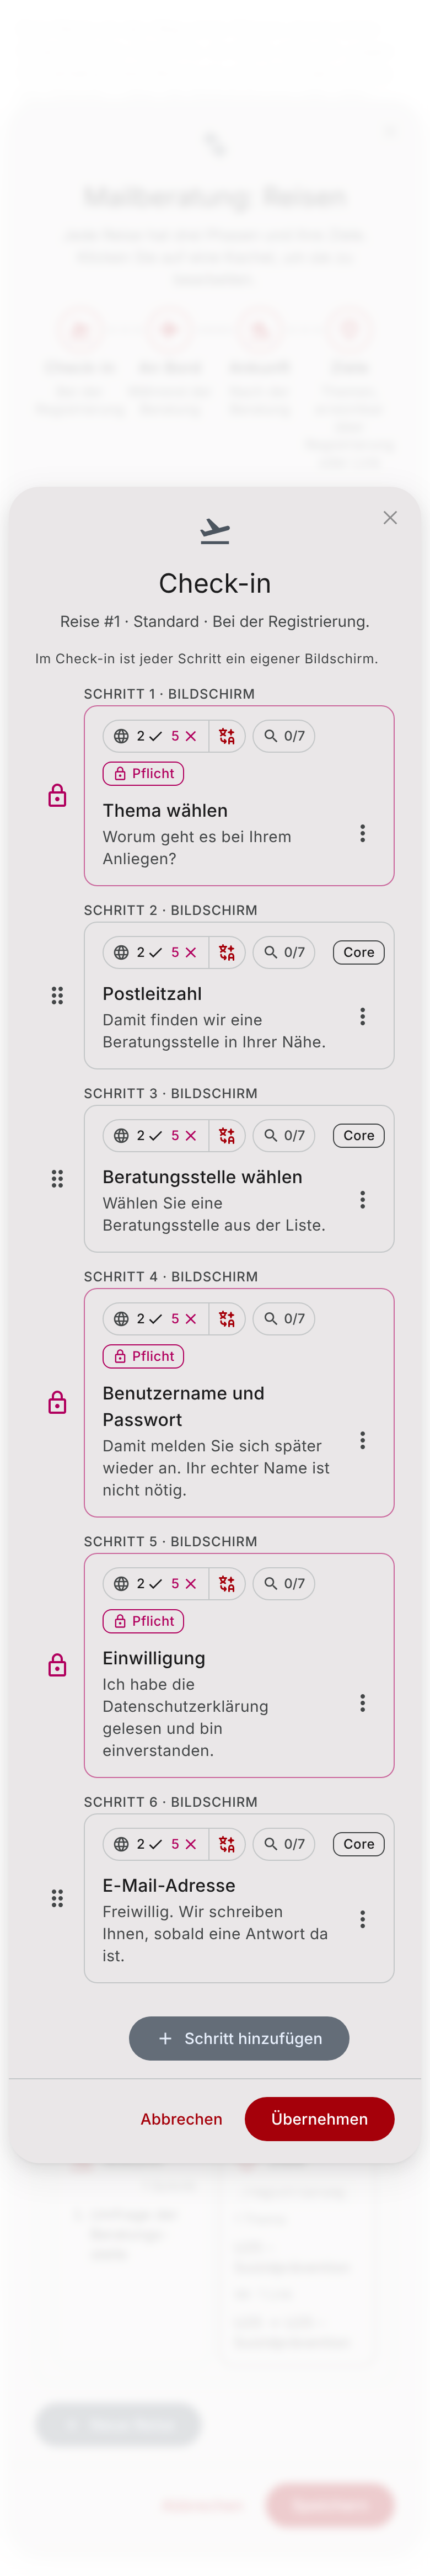 Mailberatung: Reisen
Check-in
Reise #1 · Standard · Bei der Registrierung.
Im Check-in ist jeder Schritt ein eigener Bildschirm.
SCHRITT 1 · BILDSCHIRM
2 5 0/7
Pflicht
Thema wählen
Worum geht es bei Ihrem
Anliegen?
SCHRITT 2 · BILDSCHIRM
2 5 0/7 Core
Postleitzahl
Damit finden wir eine
Beratungsstelle in Ihrer Nähe.
SCHRITT 3 · BILDSCHIRM
2 5 0/7 Core
Beratungsstelle wählen
Wählen Sie eine
Beratungsstelle aus der Liste.
SCHRITT 4 · BILDSCHIRM
2 5 0/7
Pflicht
Benutzername und
Passwort
Damit melden Sie sich später
wieder an. Ihr echter Name ist
nicht nötig.
SCHRITT 5 · BILDSCHIRM
2 5 0/7
Pflicht
Einwilligung
Ich habe die
Datenschutzerklärung
gelesen und bin
einverstanden.
SCHRITT 6 · BILDSCHIRM
2 5 0/7 Core
E-Mail-Adresse
Freiwillig. Wir schreiben
Ihnen, sobald eine Antwort da
ist.
Schritt hinzufügen
Abbrechen Übernehmen